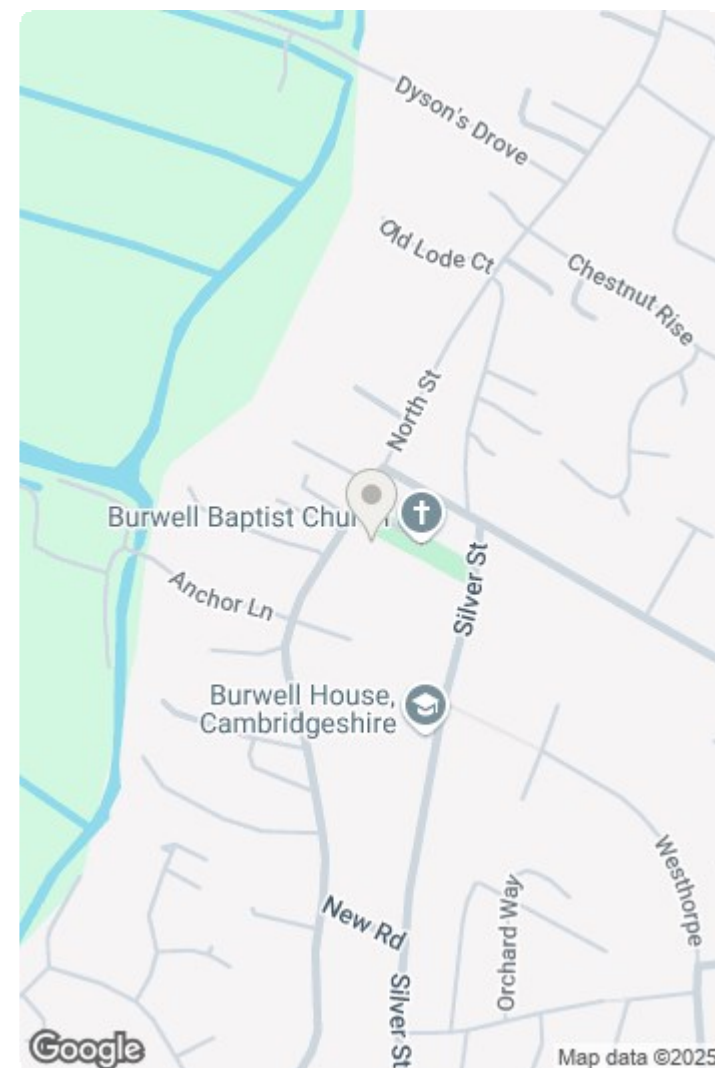 Dyson's Drove
Old Lode Ct
Chestnut Rise
North St
Burwell Baptist Church
Silver St
Anchor Ln
Burwell House,
Cambridgeshire
Westhorpe
Orchard Way
New Rd
Silver St
Google
Map data ©2025